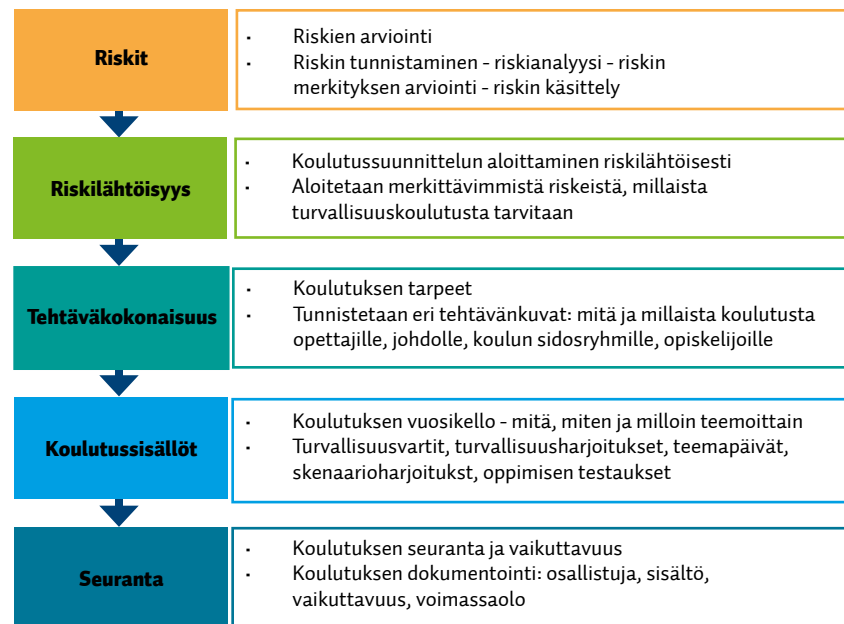 Riskit
· Riskien arviointi
· Riskin tunnistaminen - riskianalyysi - riskin
merkityksen arviointi - riskin käsittely
Riskilähtöisyys
· Koulutussuunnittelun aloittaminen riskilähtöisesti
· Aloitetaan merkittävimmistä riskeistä, millaista
turvallisuuskoulutusta tarvitaan
Tehtäväkokonaisuus
· Koulutuksen tarpeet
· Tunnistetaan eri tehtävänkuvat: mitä ja millaista koulutusta
opettajille, johdolle, koulun sidosryhmille, opiskelijoille
Koulutussisällöt
· Koulutuksen vuosikello - mitä, miten ja milloin teemoittain
· Turvallisuusvartit, turvallisuusharjoitukset, teemapäivät,
skenaarioharjoitukst, oppimisen testaukset
Seuranta
· Koulutuksen seuranta ja vaikuttavuus
· Koulutuksen dokumentointi: osallistuja, sisältö,
vaikuttavuus, voimassaolo